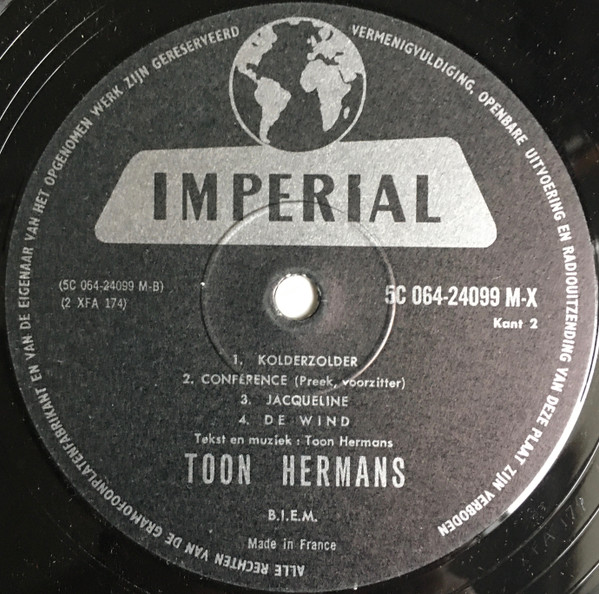 IMPERIAL
(5C 064-24099 M-B)
(2 XFA 174)
5C 064-24099 M-X
Kant 2
1. KOLDERZOLDER
2. CONFERENCE (Preek, voorzitter)
3. JACQUELINE
4. DE WIND
Tekst en muziek : Toon Hermans
TOON HERMANS
B.I.E.M.
Made in France
ALLE RECHTEN VAN DE GRAMOFOONPLATENFABRIKANT EN VAN DE EIGENAAR VAN HET OPGENOMEN WERK ZIJN GERESERVEERD VERMENIGVULDIGING, OPENBARE UITVOERING EN RADIOUITZENDING VAN DEZE PLAAT ZIJN VERBODEN